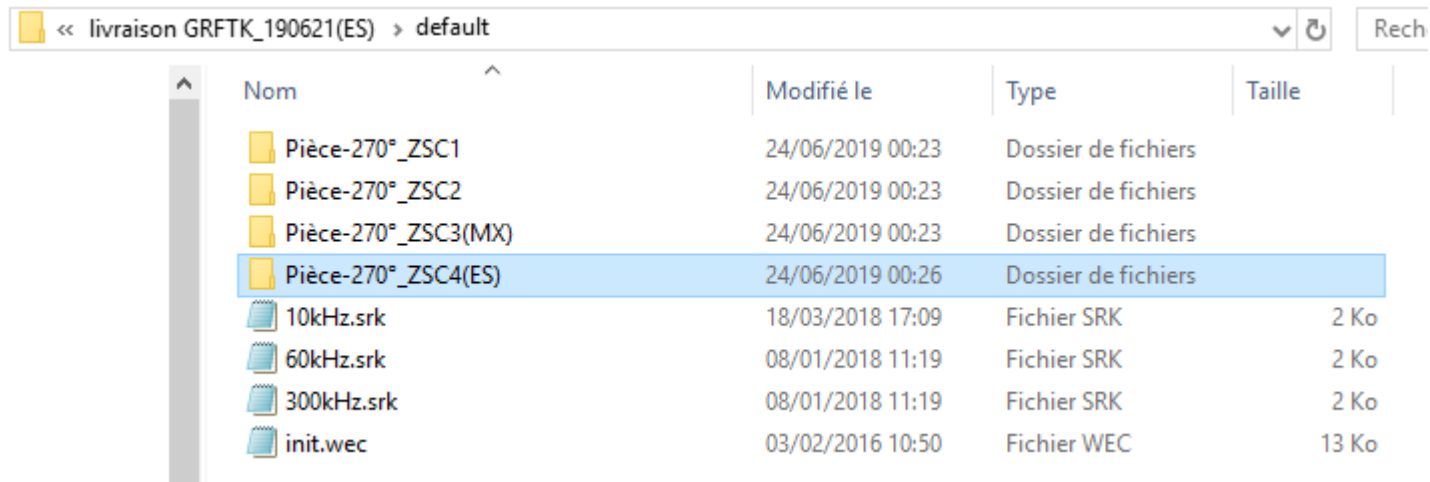 « livraison GRFTK_190621(ES) > default Rech
Nom Modifié le Type Taille
Pièce-270°_ZSC1 24/06/2019 00:23 Dossier de fichiers
Pièce-270°_ZSC2 24/06/2019 00:23 Dossier de fichiers
Pièce-270°_ZSC3(MX) 24/06/2019 00:23 Dossier de fichiers
Pièce-270°_ZSC4(ES) 24/06/2019 00:26 Dossier de fichiers
10kHz.srk 18/03/2018 17:09 Fichier SRK 2 Ko
60kHz.srk 08/01/2018 11:19 Fichier SRK 2 Ko
300kHz.srk 08/01/2018 11:19 Fichier SRK 2 Ko
init.wec 03/02/2016 10:50 Fichier WEC 13 Ko